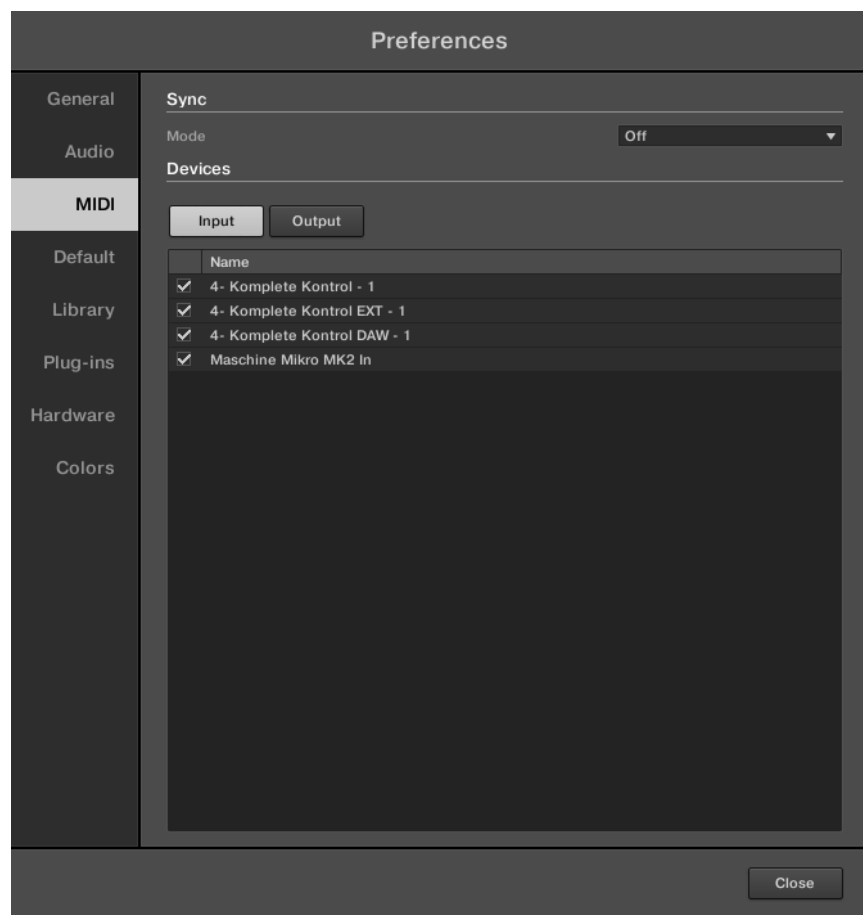 Preferences
General
Audio
MIDI
Default
Library
Plug-ins
Hardware
Colors
Sync
Mode Off
Devices
Input Output
Name
4- Komplete Kontrol - 1
4- Komplete Kontrol EXT - 1
4- Komplete Kontrol DAW - 1
Maschine Mikro MK2 In
Close